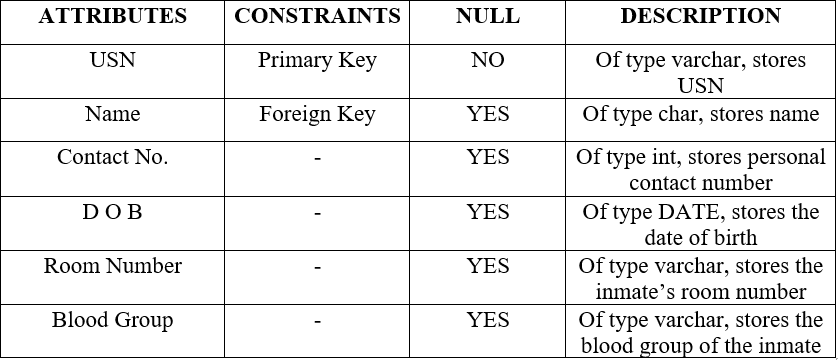 ATTRIBUTES CONSTRAINTS NULL DESCRIPTION
USN Primary Key NO Of type varchar, stores
USN
Name Foreign Key YES Of type char, stores name
Contact No. - YES Of type int, stores personal
contact number
D O B - YES Of type DATE, stores the
date of birth
Room Number - YES Of type varchar, stores the
inmate’s room number
Blood Group - YES Of type varchar, stores the
blood group of the inmate